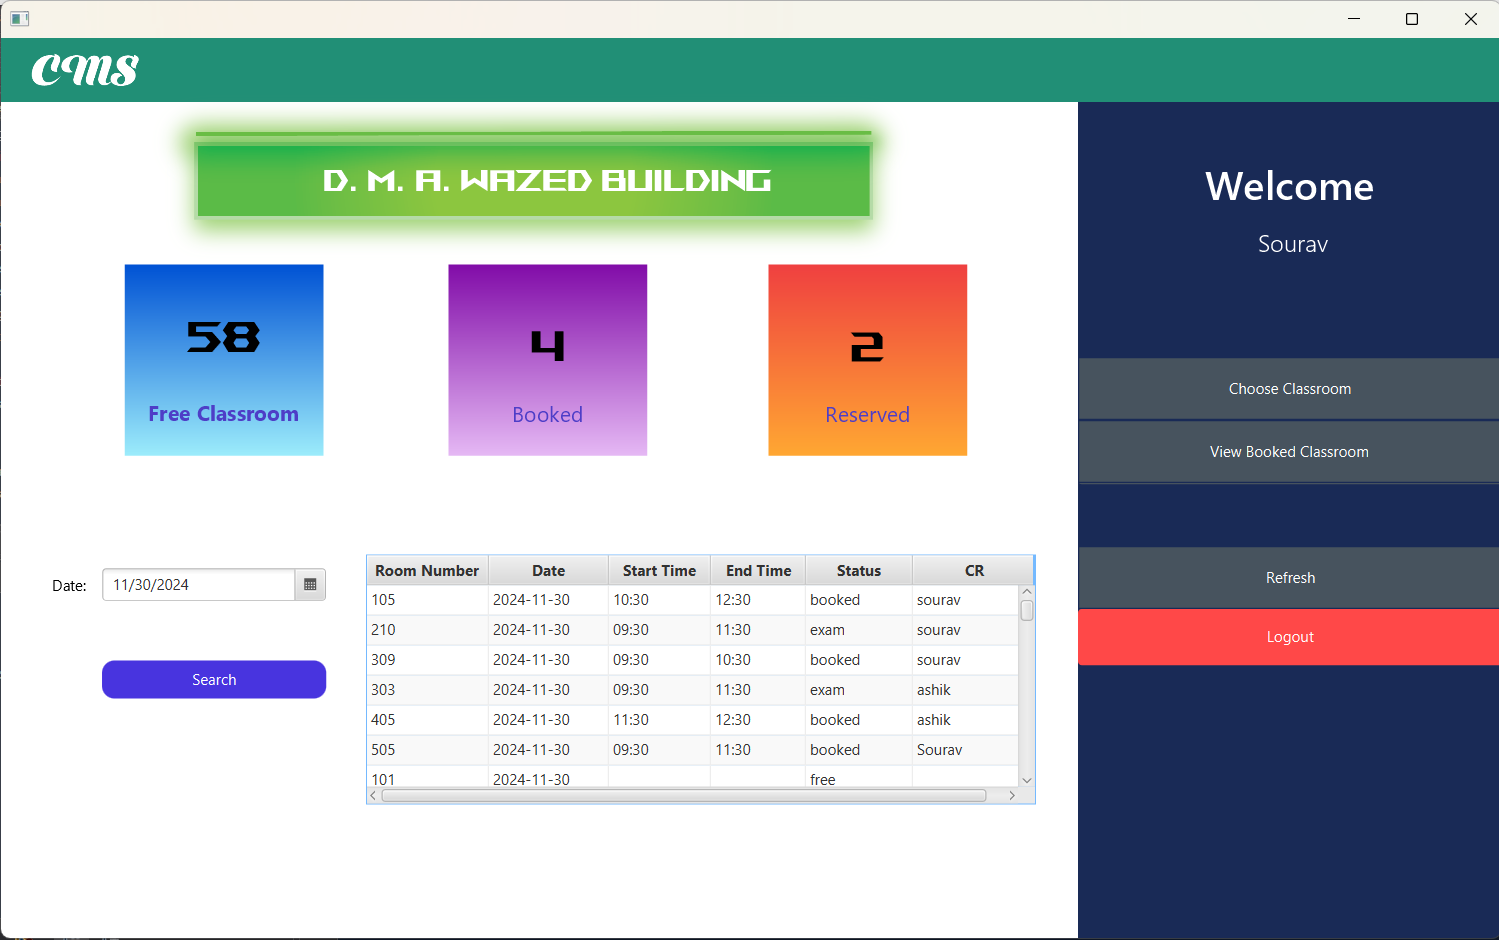 CMS
D. M. A. WAZED BUILDING
58
Free Classroom
4
Booked
2
Reserved
Date: 11/30/2024
Search
Room Number Date Start Time End Time Status CR
105 2024-11-30 10:30 12:30 booked sourav
210 2024-11-30 09:30 11:30 exam sourav
309 2024-11-30 09:30 10:30 booked sourav
303 2024-11-30 09:30 11:30 exam ashik
405 2024-11-30 11:30 12:30 booked ashik
505 2024-11-30 09:30 11:30 booked Sourav
101 2024-11-30 free
Welcome
Sourav
Choose Classroom
View Booked Classroom
Refresh
Logout